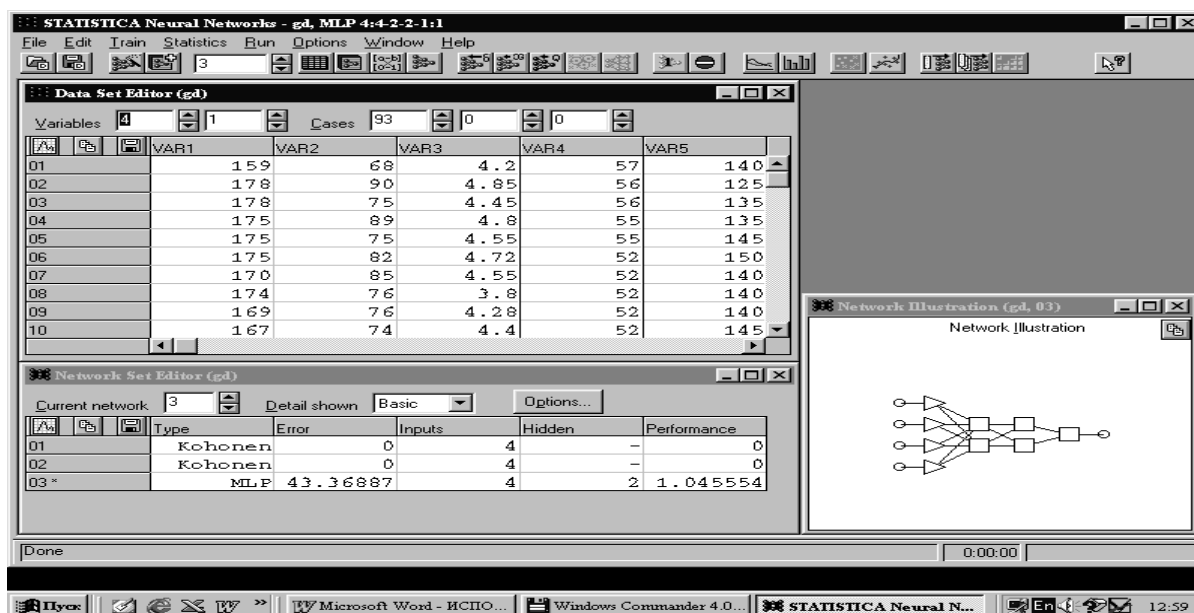 STATISTICA Neural Networks - gd, MLP 4:4-2-2-1:1
File Edit Train Statistics Run Options Window Help
3
Data Set Editor (gd)
Variables 4 1 Cases 93 0 0
VAR1 VAR2 VAR3 VAR4 VAR5
01 159 68 4.2 57 140
02 178 90 4.85 56 125
03 178 75 4.45 56 135
04 175 89 4.8 55 135
05 175 75 4.55 55 145
06 175 82 4.72 52 150
07 170 85 4.55 52 140
08 174 76 3.8 52 140
09 169 76 4.28 52 140
10 167 74 4.4 52 145
Network Illustration (gd, 03)
Network Illustration
Network Set Editor (gd)
Current network 3 Detail shown Basic Options...
Type Error Inputs Hidden Performance
01 Kohonen 0 4 - 0
02 Kohonen 0 4 - 0
03* MLP 43.36887 4 2 1.045554
Done 0:00:00
Пуск » Microsoft Word - ИСПО... Windows Commander 4.0... STATISTICA Neural N... En 12:59